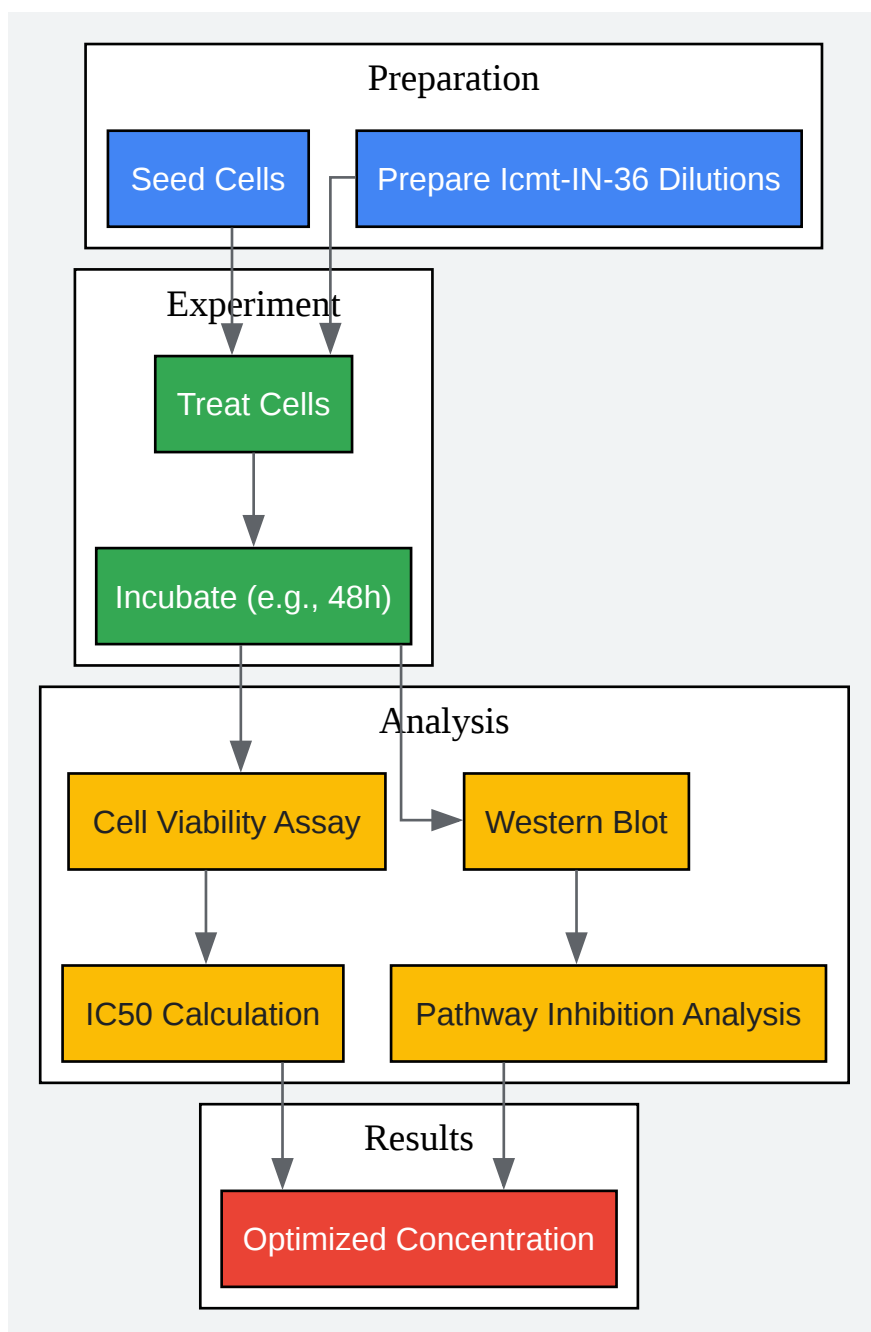 Preparation
Seed Cells
Prepare Icmt-IN-36 Dilutions
Experiment
Treat Cells
Incubate (e.g., 48h)
Analysis
Cell Viability Assay
Western Blot
IC50 Calculation
Pathway Inhibition Analysis
Results
Optimized Concentration